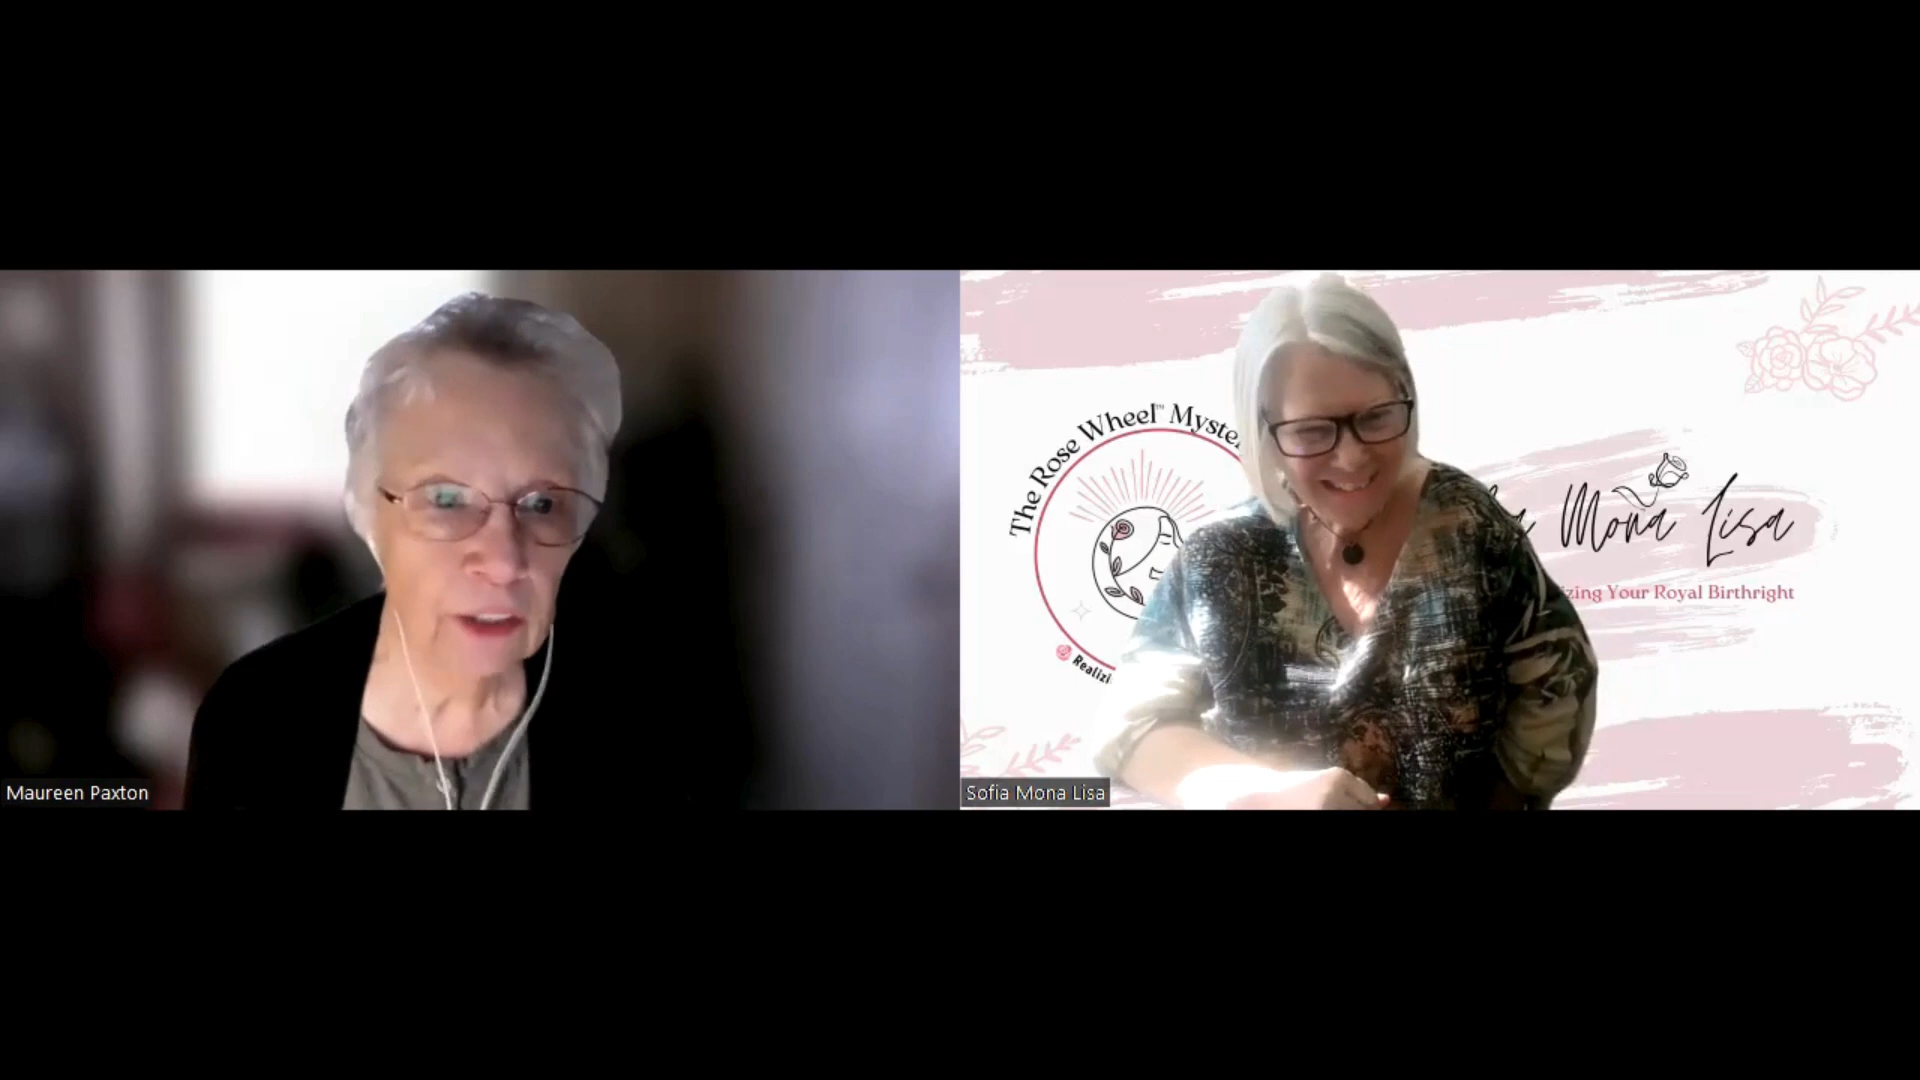 The Rose Wheel™ Myste
Mona Lisa
zing Your Royal Birthright
Realizi
Maureen Paxton
Sofia Mona Lisa